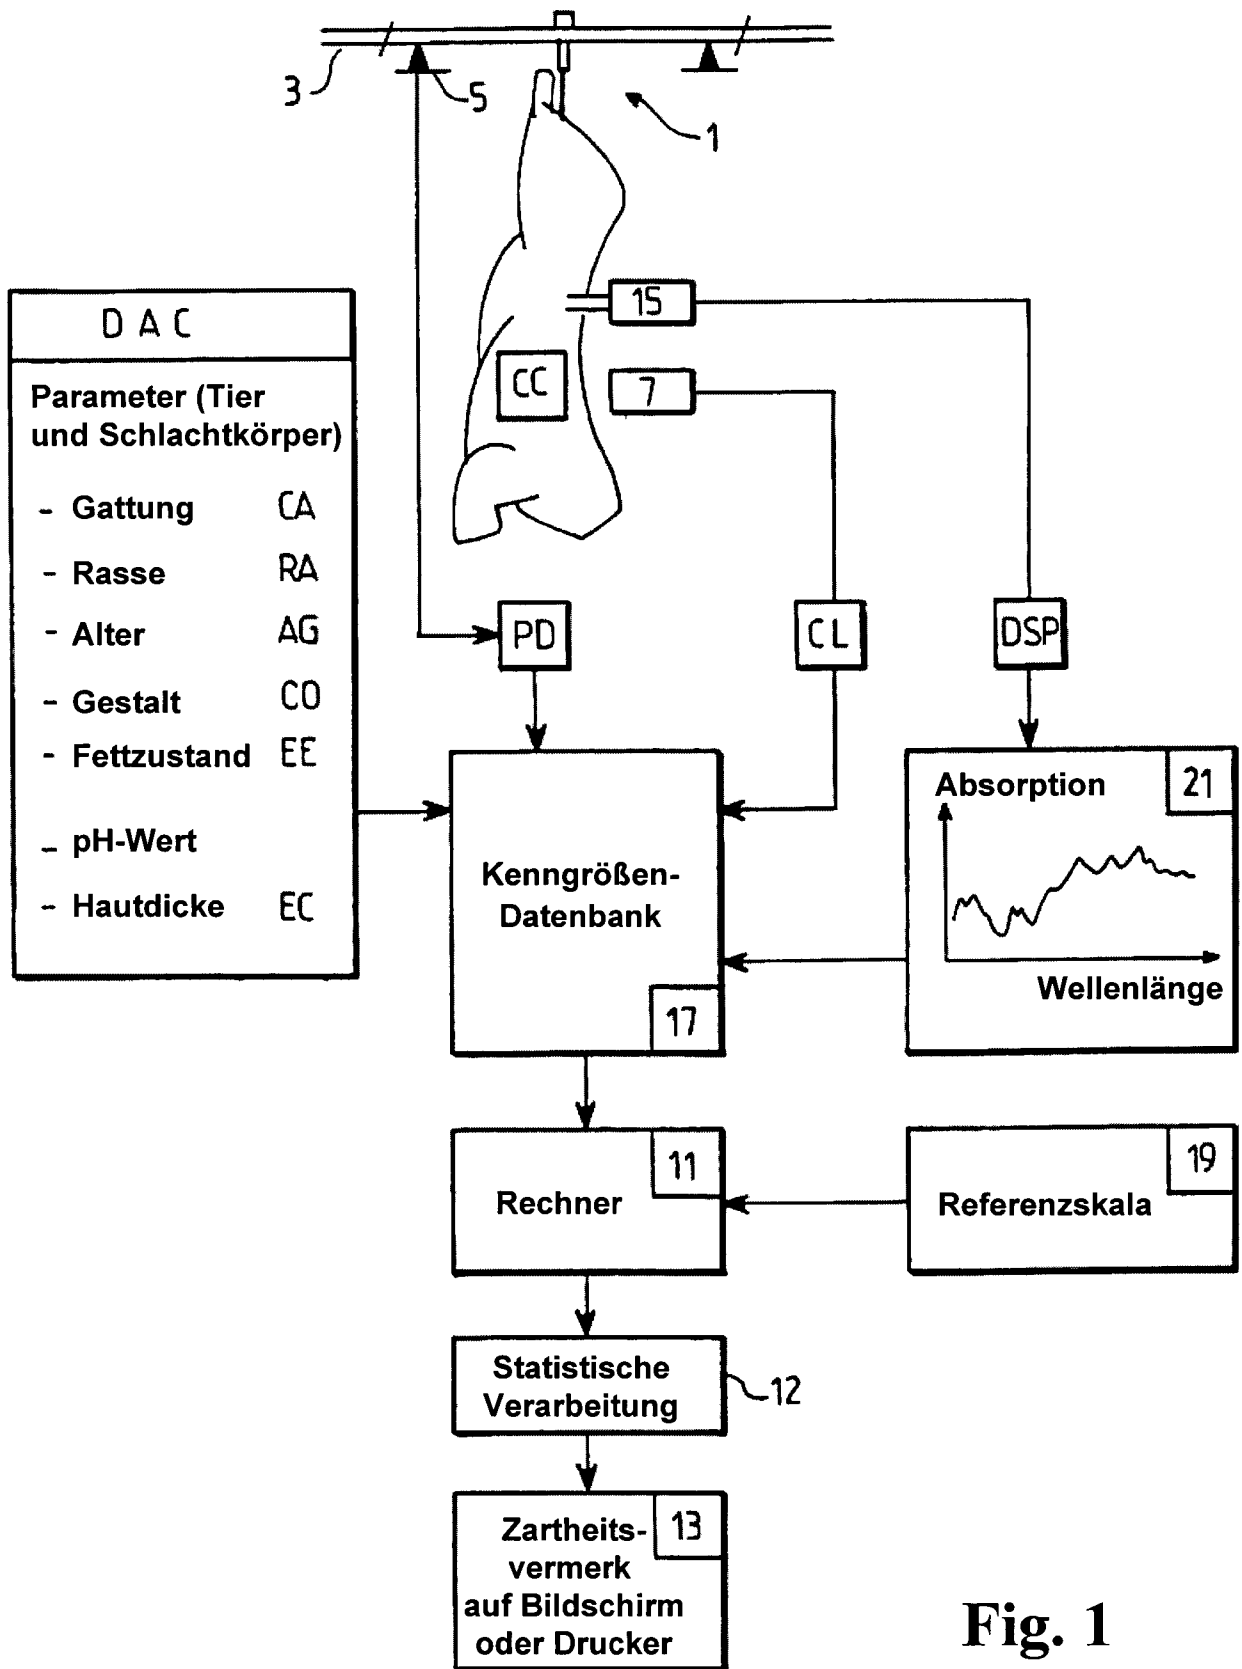 3
5
1
15
7
CC
D A C
Parameter (Tier
und Schlachtkörper)
- Gattung CA
- Rasse RA
- Alter AG
- Gestalt CO
- Fettzustand EE
- pH-Wert
- Hautdicke EC
PD
CL
DSP
Absorption
21
Wellenlänge
Kenngrößen-
Datenbank
17
11
Rechner
19
Referenzskala
Statistische
Verarbeitung
12
Zartheits-
13
vermerk
auf Bildschirm
oder Drucker
Fig. 1